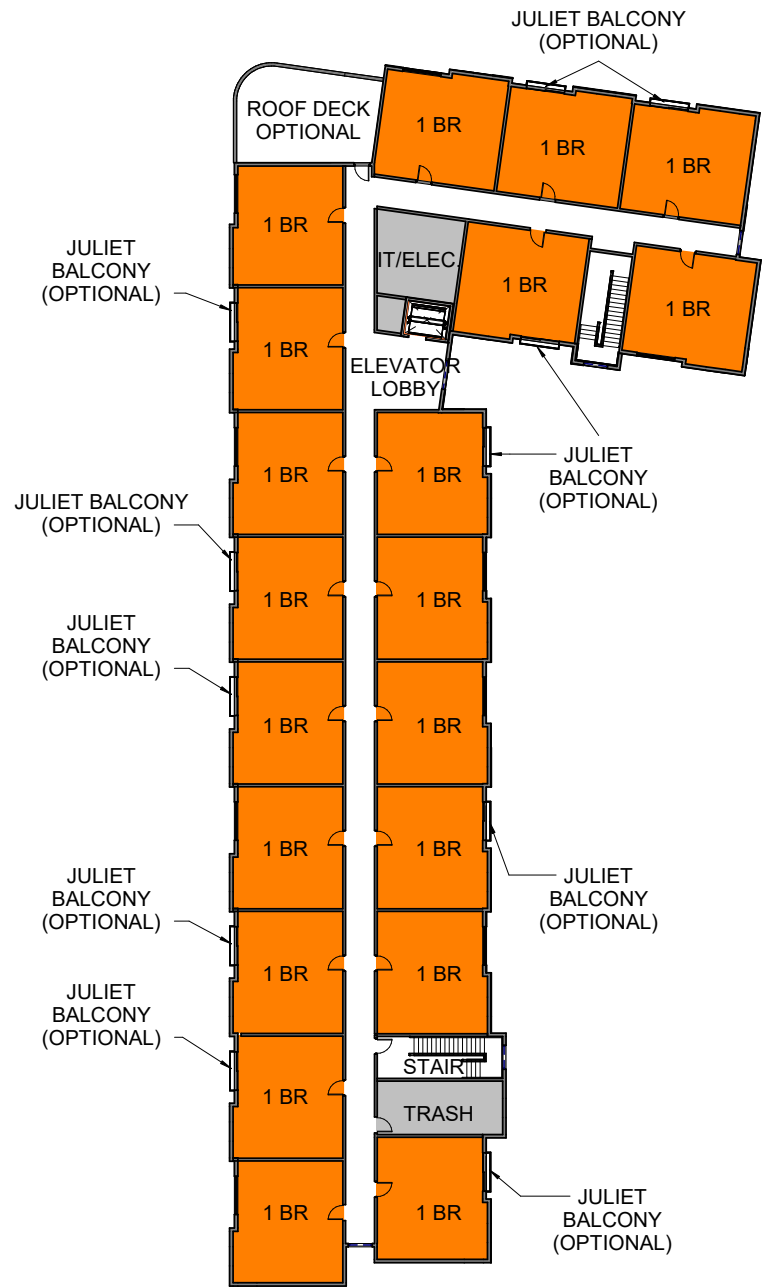 JULIET BALCONY
(OPTIONAL)
ROOF DECK
OPTIONAL
1 BR
1 BR
1 BR
1 BR
JULIET
BALCONY
(OPTIONAL)
IT/ELEC.
1 BR
1 BR
1 BR
ELEVATOR
LOBBY
JULIET
BALCONY
(OPTIONAL)
1 BR
1 BR
JULIET BALCONY
(OPTIONAL)
1 BR
1 BR
JULIET
BALCONY
(OPTIONAL)
1 BR
1 BR
1 BR
1 BR
JULIET
BALCONY
(OPTIONAL)
JULIET
BALCONY
(OPTIONAL)
1 BR
1 BR
JULIET
BALCONY
(OPTIONAL)
STAIR
1 BR
TRASH
1 BR
1 BR
JULIET
BALCONY
(OPTIONAL)